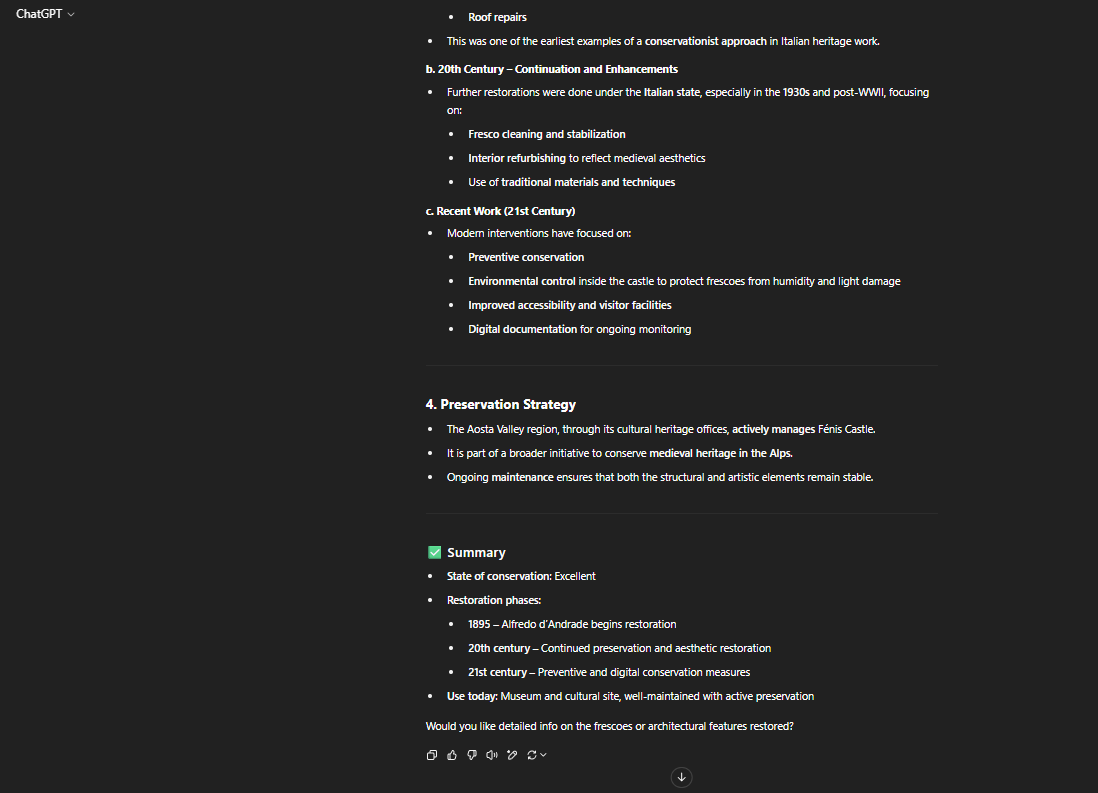 ChatGPT
Roof repairs
This was one of the earliest examples of a conservationist approach in Italian heritage work.
b. 20th Century – Continuation and Enhancements
Further restorations were done under the Italian state, especially in the 1930s and post-WWII, focusing
on:
Fresco cleaning and stabilization
Interior refurbishing to reflect medieval aesthetics
Use of traditional materials and techniques
c. Recent Work (21st Century)
Modern interventions have focused on:
Preventive conservation
Environmental control inside the castle to protect frescoes from humidity and light damage
Improved accessibility and visitor facilities
Digital documentation for ongoing monitoring
4. Preservation Strategy
The Aosta Valley region, through its cultural heritage offices, actively manages Fénis Castle.
It is part of a broader initiative to conserve medieval heritage in the Alps.
Ongoing maintenance ensures that both the structural and artistic elements remain stable.
✅ Summary
State of conservation: Excellent
Restoration phases:
1895 – Alfredo d'Andrade begins restoration
20th century – Continued preservation and aesthetic restoration
21st century – Preventive and digital conservation measures
Use today: Museum and cultural site, well-maintained with active preservation
Would you like detailed info on the frescoes or architectural features restored?